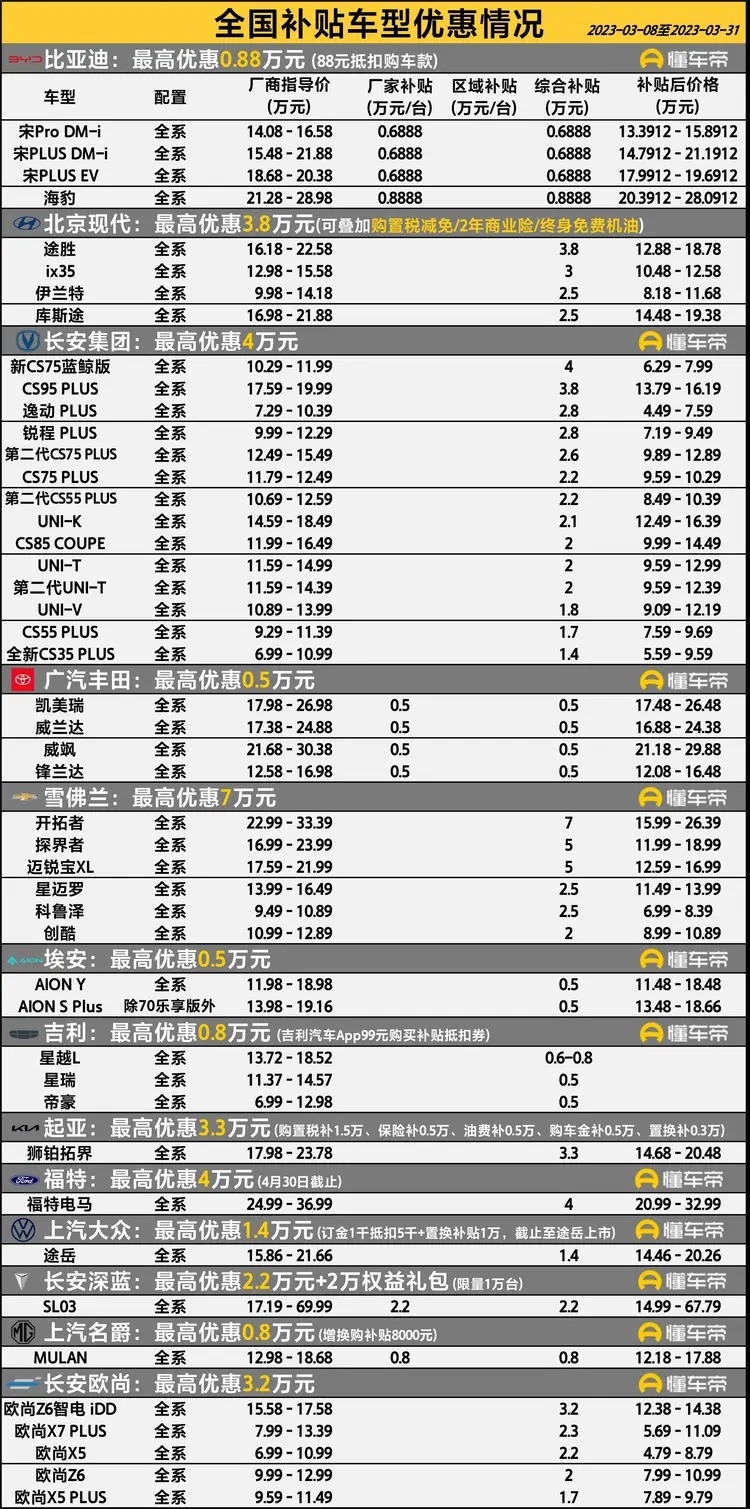 全国补贴车型优惠情况 2023-03-08至2023-03-31
BYD 比亚迪：最高优惠0.88万元 (88元抵扣购车款) 懂车帝
车型 配置 厂商指导价(万元) 厂家补贴(万元/台) 区域补贴(万元/台) 综合补贴(万元) 补贴后价格(万元)
宋Pro DM-i 全系 14.08 - 16.58 0.6888 0.6888 13.3912 - 15.8912
宋PLUS DM-i 全系 15.48 - 21.88 0.6888 0.6888 14.7912 - 21.1912
宋PLUS EV 全系 18.68 - 20.38 0.6888 0.6888 17.9912 - 19.6912
海豹 全系 21.28 - 28.98 0.8888 0.8888 20.3912 - 28.0912
北京现代：最高优惠3.8万元(可叠加购置税减免/2年商业险/终身免费机油)
途胜 全系 16.18 - 22.58 3.8 12.88 - 18.78
ix35 全系 12.98 - 15.58 3 10.48 - 12.58
伊兰特 全系 9.98 - 14.18 2.5 8.18 - 11.68
库斯途 全系 16.98 - 21.88 2.5 14.48 - 19.38
长安集团：最高优惠4万元 懂车帝
新CS75蓝鲸版 全系 10.29 - 11.99 4 6.29 - 7.99
CS95 PLUS 全系 17.59 - 19.99 3.8 13.79 - 16.19
逸动 PLUS 全系 7.29 - 10.39 2.8 4.49 - 7.59
锐程 PLUS 全系 9.99 - 12.29 2.8 7.19 - 9.49
第二代CS75 PLUS 全系 12.49 - 15.49 2.6 9.89 - 12.89
CS75 PLUS 全系 11.79 - 12.49 2.2 9.59 - 10.29
第二代CS55 PLUS 全系 10.69 - 12.59 2.2 8.49 - 10.39
UNI-K 全系 14.59 - 18.49 2.1 12.49 - 16.39
CS85 COUPE 全系 11.99 - 16.49 2 9.99 - 14.49
UNI-T 全系 11.59 - 14.99 2 9.59 - 12.99
第二代UNI-T 全系 11.59 - 14.39 2 9.59 - 12.39
UNI-V 全系 10.89 - 13.99 1.8 9.09 - 12.19
CS55 PLUS 全系 9.29 - 11.39 1.7 7.59 - 9.69
全新CS35 PLUS 全系 6.99 - 10.99 1.4 5.59 - 9.59
广汽丰田：最高优惠0.5万元 懂车帝
凯美瑞 全系 17.98 - 26.98 0.5 0.5 17.48 - 26.48
威兰达 全系 17.38 - 24.88 0.5 0.5 16.88 - 24.38
威飒 全系 21.68 - 30.38 0.5 0.5 21.18 - 29.88
锋兰达 全系 12.58 - 16.98 0.5 0.5 12.08 - 16.48
雪佛兰：最高优惠7万元 懂车帝
开拓者 全系 22.99 - 33.39 7 15.99 - 26.39
探界者 全系 16.99 - 23.99 5 11.99 - 18.99
迈锐宝XL 全系 17.59 - 21.99 5 12.59 - 16.99
星迈罗 全系 13.99 - 16.49 2.5 11.49 - 13.99
科鲁泽 全系 9.49 - 10.89 2.5 6.99 - 8.39
创酷 全系 10.99 - 12.89 2 8.99 - 10.89
AION 埃安：最高优惠0.5万元 懂车帝
AION Y 全系 11.98 - 18.98 0.5 11.48 - 18.48
AION S Plus 除70乐享版外 13.98 - 19.16 0.5 13.48 - 18.66
吉利：最高优惠0.8万元 (吉利汽车App99元购买补贴抵扣券) 懂车帝
星越L 全系 13.72 - 18.52 0.6-0.8
星瑞 全系 11.37 - 14.57 0.5
帝豪 全系 6.99 - 12.98 0.5
起亚：最高优惠3.3万元 (购置税补1.5万、保险补0.5万、油费补0.5万、购车金补0.5万、置换补0.3万)
狮铂拓界 全系 17.98 - 23.78 3.3 14.68 - 20.48
Ford 福特：最高优惠4万元 (4月30日截止) 懂车帝
福特电马 全系 24.99 - 36.99 4 20.99 - 32.99
上汽大众：最高优惠1.4万元 (订金1千抵扣5千+置换补贴1万，截止至途岳上市) 懂车帝
途岳 全系 15.86 - 21.66 1.4 14.46 - 20.26
长安深蓝：最高优惠2.2万元+2万权益礼包 (限量1万台) 懂车帝
SL03 全系 17.19 - 69.99 2.2 2.2 14.99 - 67.79
MG 上汽名爵：最高优惠0.8万元 (增换购补贴8000元) 懂车帝
MULAN 全系 12.98 - 18.68 0.8 0.8 12.18 - 17.88
长安欧尚：最高优惠3.2万元 懂车帝
欧尚Z6智电 iDD 全系 15.58 - 17.58 3.2 12.38 - 14.38
欧尚X7 PLUS 全系 7.99 - 13.39 2.3 5.69 - 11.09
欧尚X5 全系 6.99 - 10.99 2.2 4.79 - 8.79
欧尚Z6 全系 9.99 - 12.99 2 7.99 - 10.99
欧尚X5 PLUS 全系 9.59 - 11.49 1.7 7.89 - 9.79